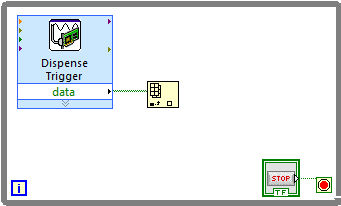 Dispense
Trigger
data
STOP
TF
i